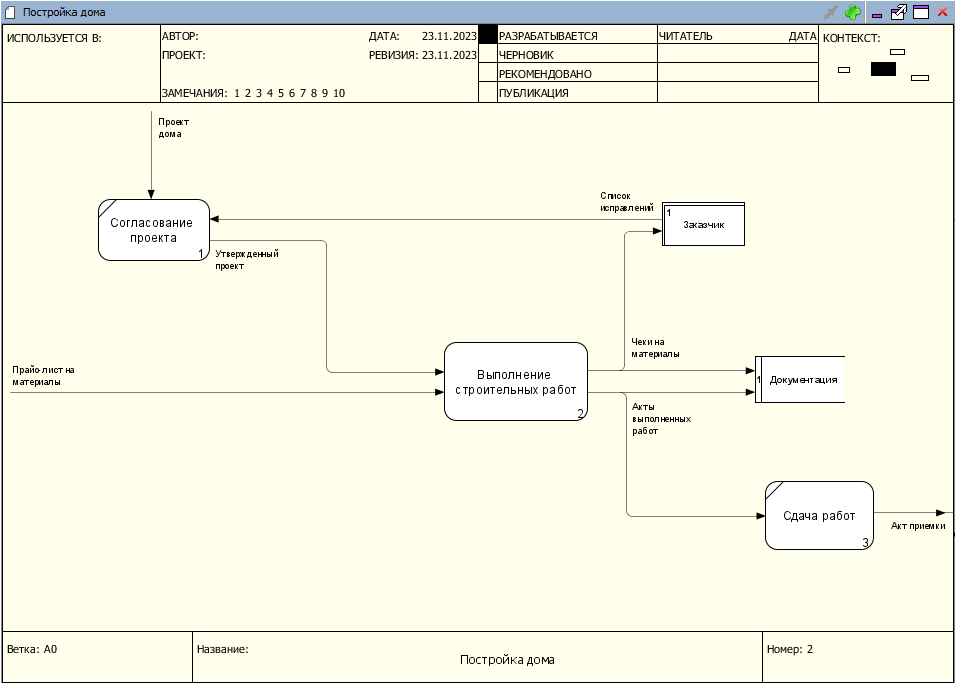 Постройка дома
ИСПОЛЬЗУЕТСЯ В:
АВТОР:
ДАТА: 23.11.2023
ПРОЕКТ:
РЕВИЗИЯ: 23.11.2023
ЗАМЕЧАНИЯ: 1 2 3 4 5 6 7 8 9 10
РАЗРАБАТЫВАЕТСЯ
ЧЕРНОВИК
РЕКОМЕНДОВАНО
ПУБЛИКАЦИЯ
ЧИТАТЕЛЬ
ДАТА
КОНТЕКСТ:
Проект
дома
Согласование
проекта
1
Список
исправлений
1
Заказчик
Утвержденный
проект
Чеки на
материалы
Прайс-лист на
материалы
Выполнение
строительных работ
2
1
Документация
Акты
выполненных
работ
Сдача работ
3
Акт приемки
Ветка: A0
Название:
Постройка дома
Номер: 2